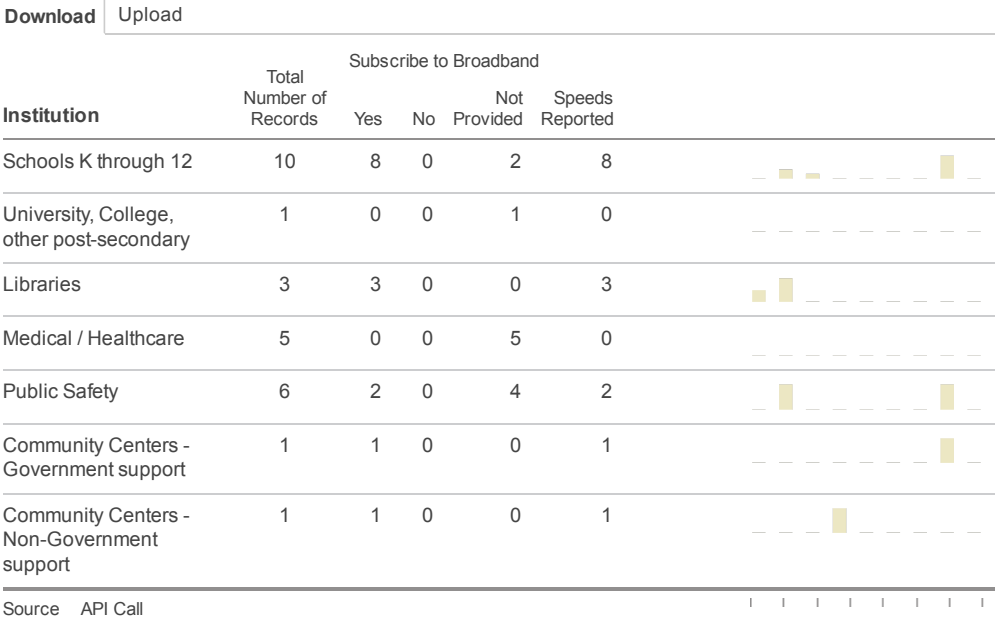 Download Upload
Subscribe to Broadband
Institution Total Number of Records Yes No Not Provided Speeds Reported
Schools K through 12 10 8 0 2 8
University, College, 1 0 0 1 0
other post-secondary
Libraries 3 3 0 0 3
Medical / Healthcare 5 0 0 5 0
Public Safety 6 2 0 4 2
Community Centers - 1 1 0 0 1
Government support
Community Centers - 1 1 0 0 1
Non-Government
support
Source API Call